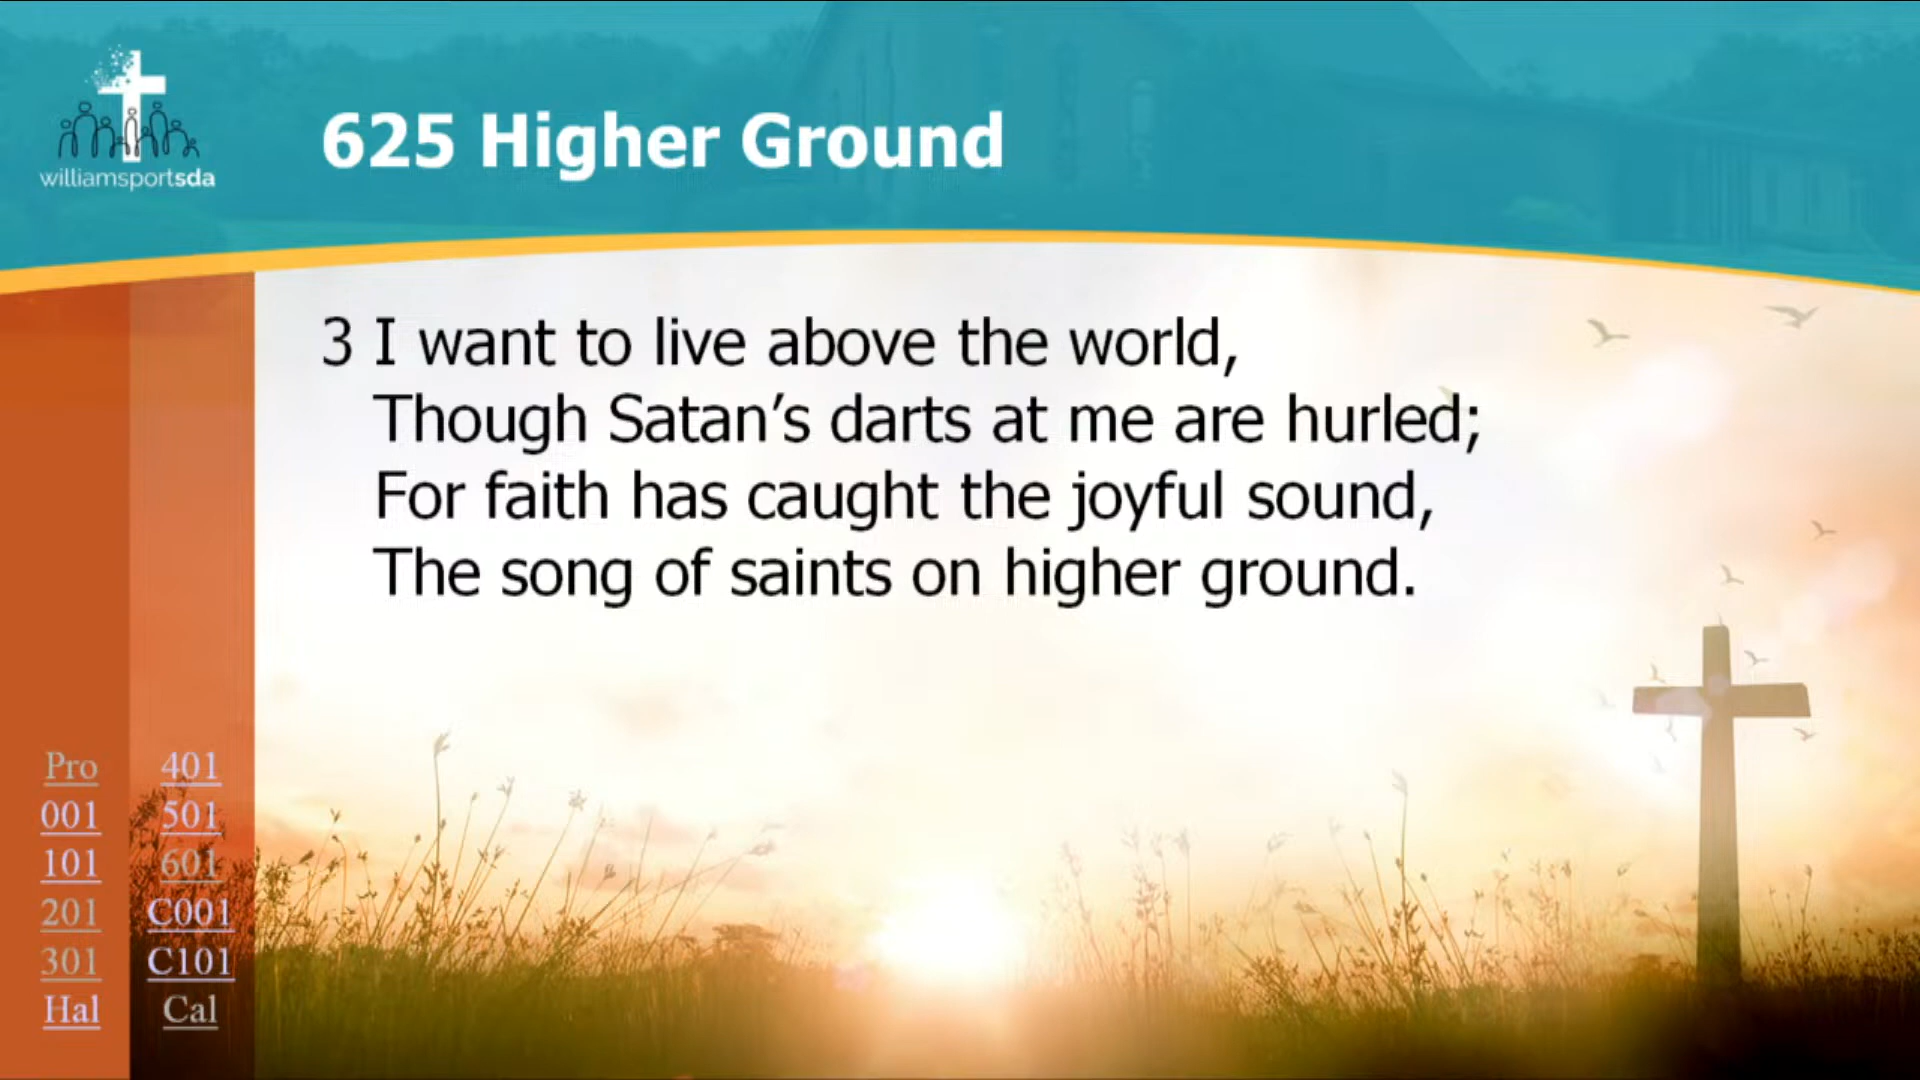 williamsportsda
625 Higher Ground
3 I want to live above the world,
Though Satan’s darts at me are hurled;
For faith has caught the joyful sound,
The song of saints on higher ground.
Pro 401
001 501
101 601
201 C001
301 C101
Hal Cal